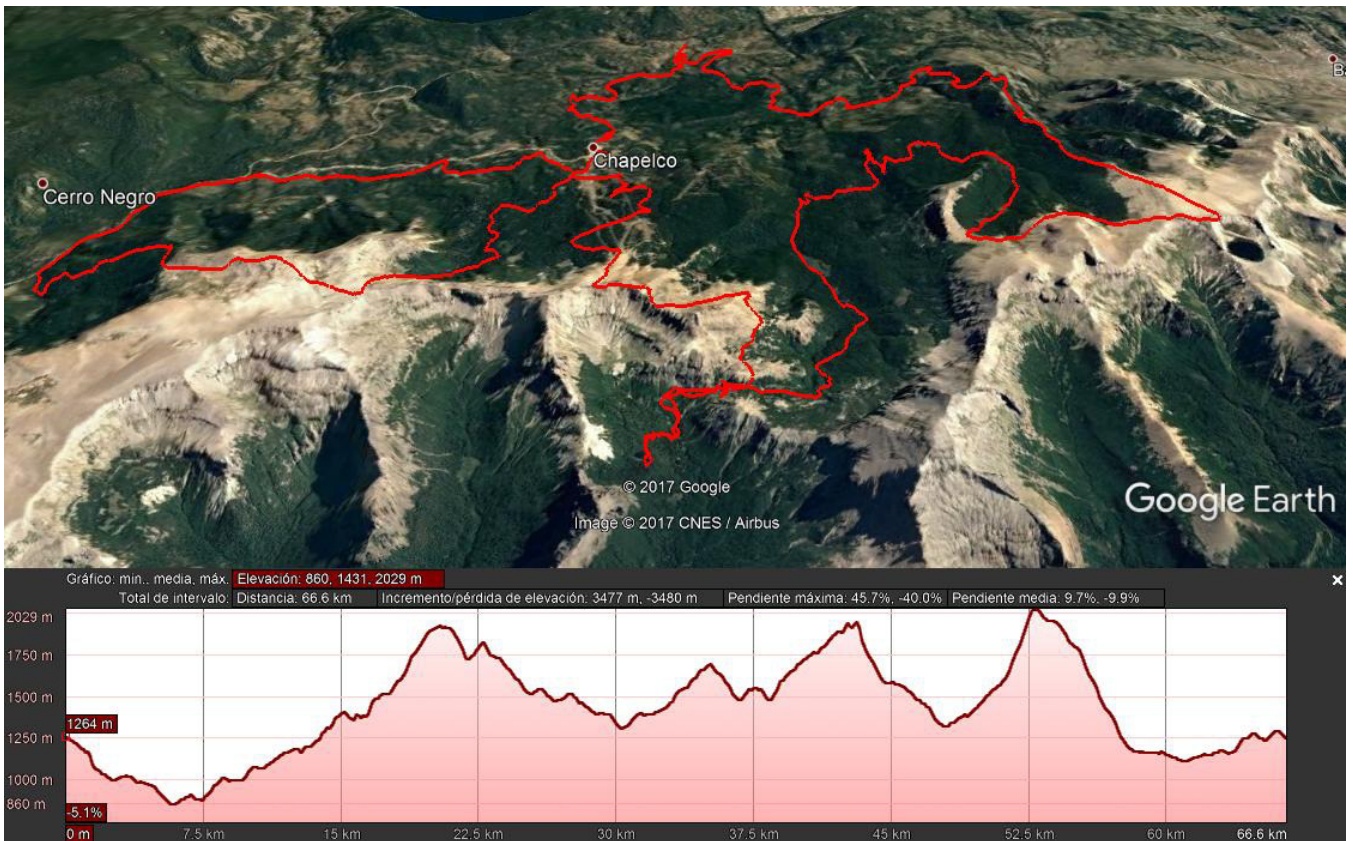 B
Chapelco
Cerro Negro
© 2017 Google
Google Earth
Image © 2017 CNES / Airbus
Gráfico: min., media, máx. Elevación: 860, 1431, 2029 m
Total de intervalo: Distancia: 66.6 km Incremento/pérdida de elevación: 3477 m, -3480 m Pendiente máxima: 45.7%, -40.0% Pendiente media: 9.7%, -9.9%
2029 m
1750 m
1500 m
1264 m
1250 m
1000 m
860 m
-5.1%
0 m 7.5 km 15 km 22.5 km 30 km 37.5 km 45 km 52.5 km 60 km 66.6 km